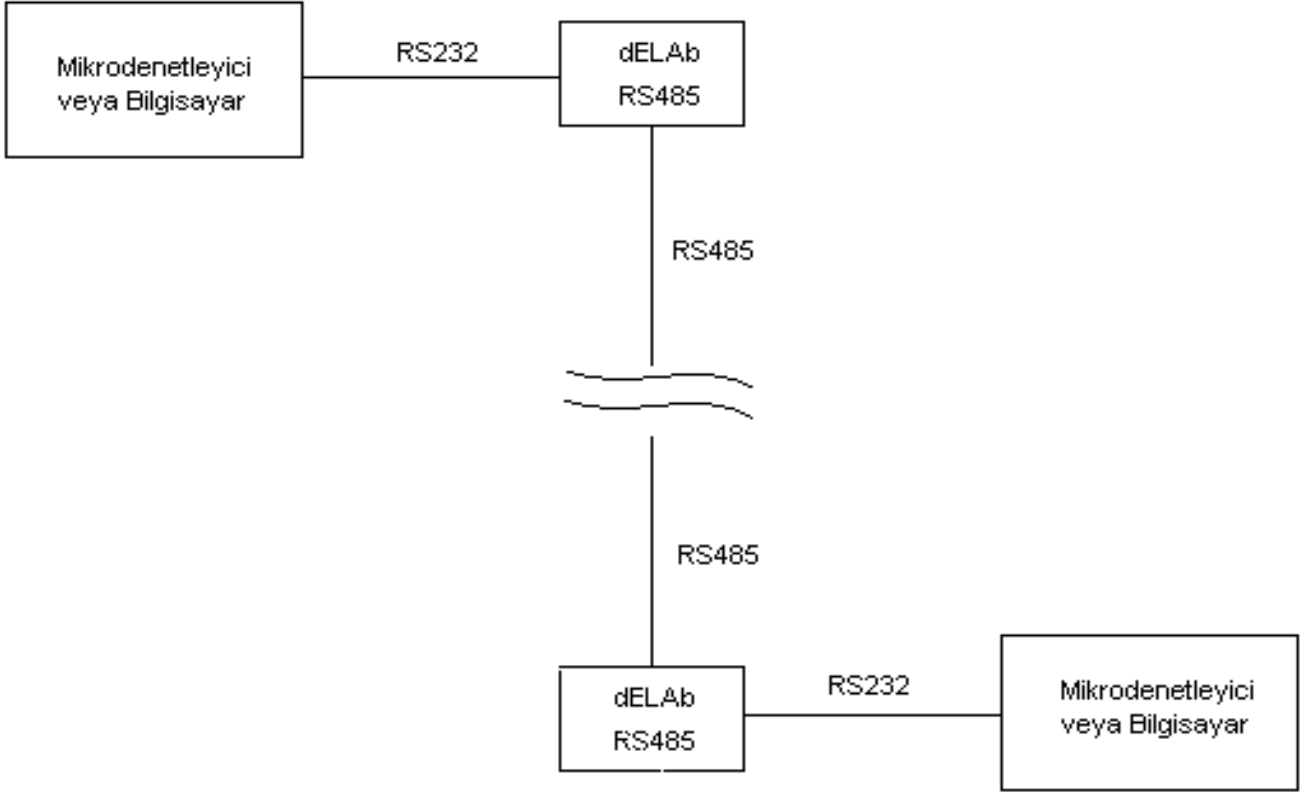 Mikrodenetleyici
veya Bilgisayar
RS232
dELAb
RS485
RS485
RS485
dELAb
RS485
RS232
Mikrodenetleyici
veya Bilgisayar